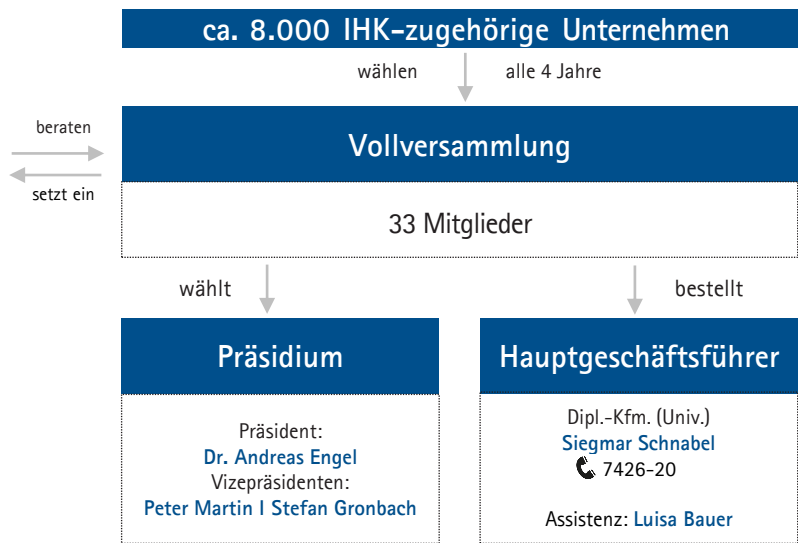 ca. 8.000 IHK-zugehörige Unternehmen
wählen alle 4 Jahre
beraten
setzt ein
Vollversammlung
33 Mitglieder
wählt
bestellt
Präsidium
Präsident:
Dr. Andreas Engel
Vizepräsidenten:
Peter Martin I Stefan Gronbach
Hauptgeschäftsführer
Dipl.-Kfm. (Univ.)
Siegmar Schnabel
7426-20
Assistenz: Luisa Bauer